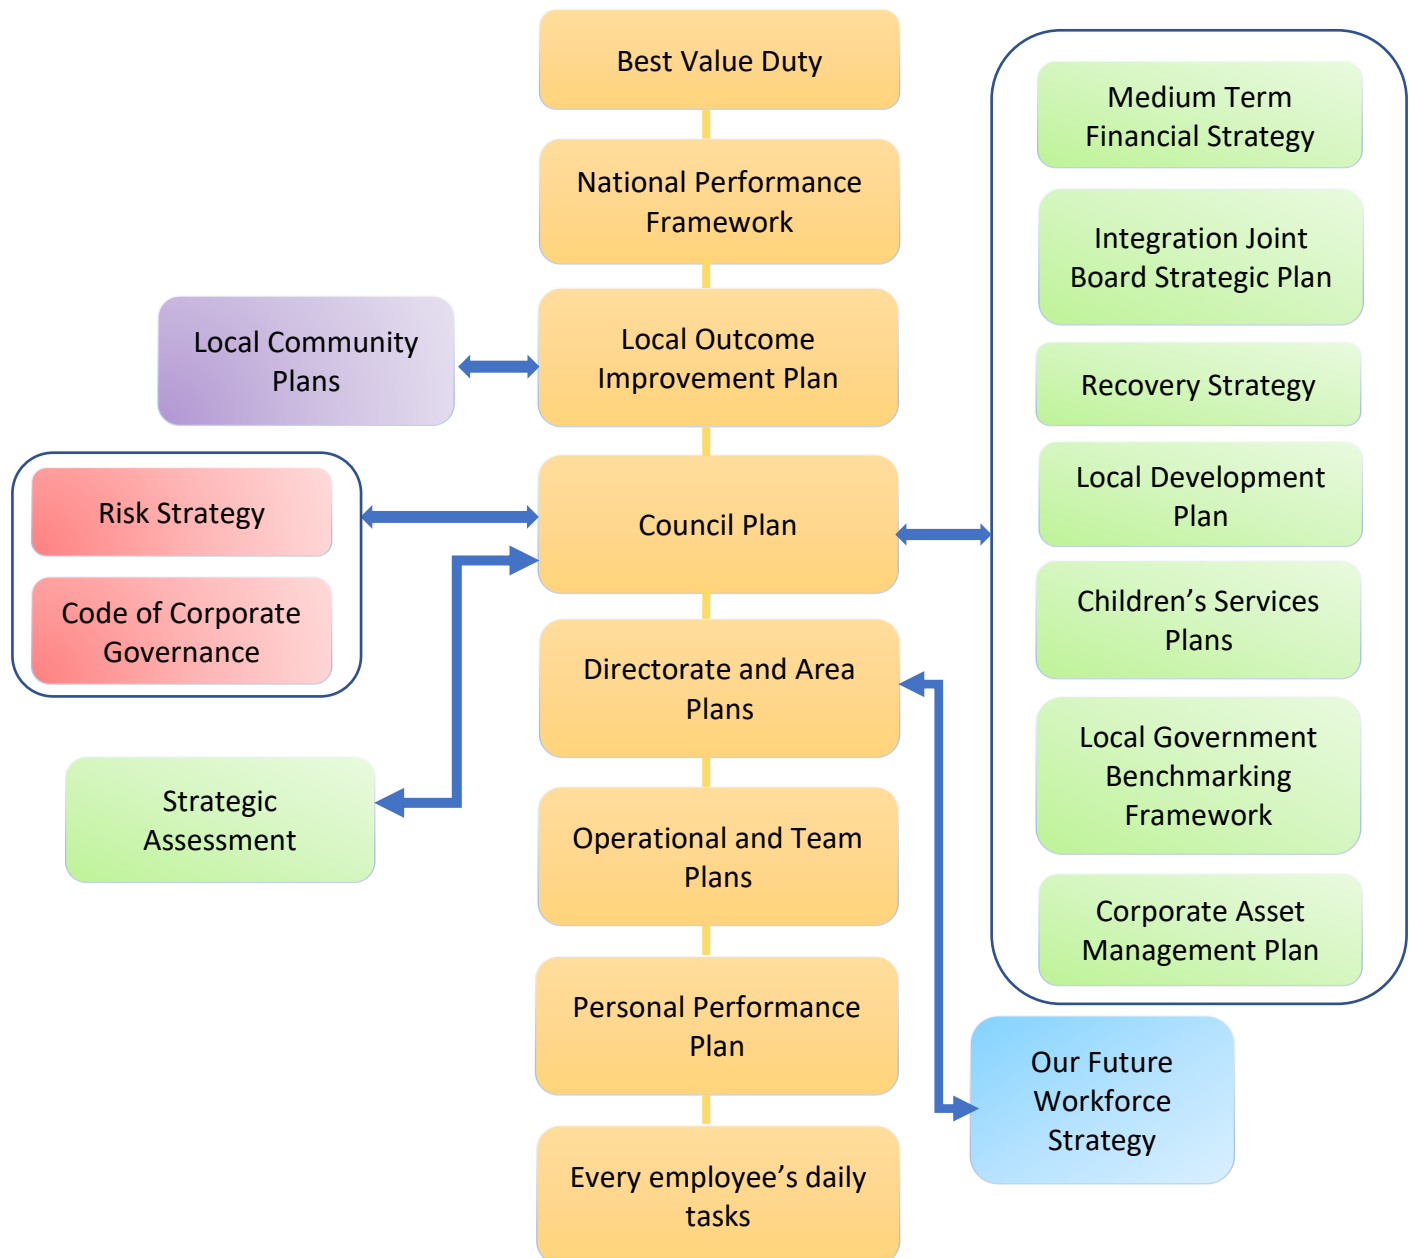 Best Value Duty
National Performance
Framework
Local Outcome
Improvement Plan
Council Plan
Directorate and Area
Plans
Operational and Team
Plans
Personal Performance
Plan
Every employee’s daily
tasks
Local Community
Plans
Risk Strategy
Code of Corporate
Governance
Strategic
Assessment
Medium Term
Financial Strategy
Integration Joint
Board Strategic Plan
Recovery Strategy
Local Development
Plan
Children’s Services
Plans
Local Government
Benchmarking
Framework
Corporate Asset
Management Plan
Our Future
Workforce
Strategy